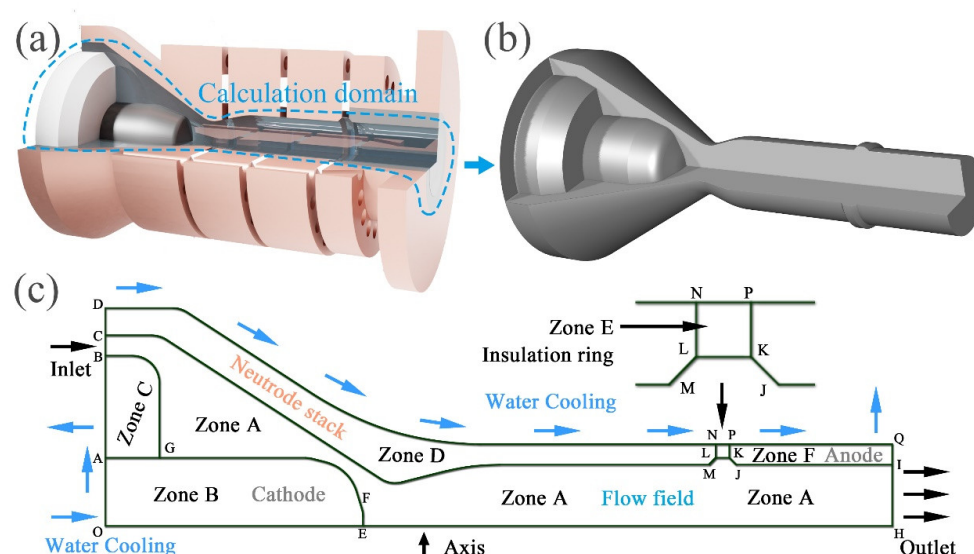 (a)
Calculation domain
(b)
(c)
D
C
Inlet
B
Zone C
A
G
Zone A
Neutrode stack
Zone B
Cathode
F
O
E
Water Cooling
Axis
Zone D
Zone A
Flow field
Zone A
N
P
Zone E
Insulation ring
L
K
M
J
Water Cooling
N
P
L
K
M
J
Zone F
Anode
Q
I
H
Outlet